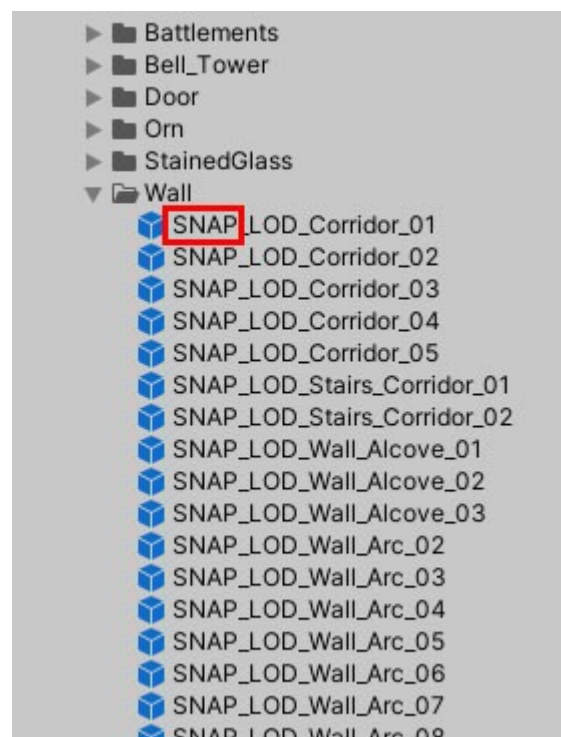 Battlements
Bell_Tower
Door
Orn
StainedGlass
Wall
SNAP_LOD_Corridor_01
SNAP_LOD_Corridor_02
SNAP_LOD_Corridor_03
SNAP_LOD_Corridor_04
SNAP_LOD_Corridor_05
SNAP_LOD_Stairs_Corridor_01
SNAP_LOD_Stairs_Corridor_02
SNAP_LOD_Wall_Alcove_01
SNAP_LOD_Wall_Alcove_02
SNAP_LOD_Wall_Alcove_03
SNAP_LOD_Wall_Arc_02
SNAP_LOD_Wall_Arc_03
SNAP_LOD_Wall_Arc_04
SNAP_LOD_Wall_Arc_05
SNAP_LOD_Wall_Arc_06
SNAP_LOD_Wall_Arc_07
SNAP_LOD_Wall_Arc_08